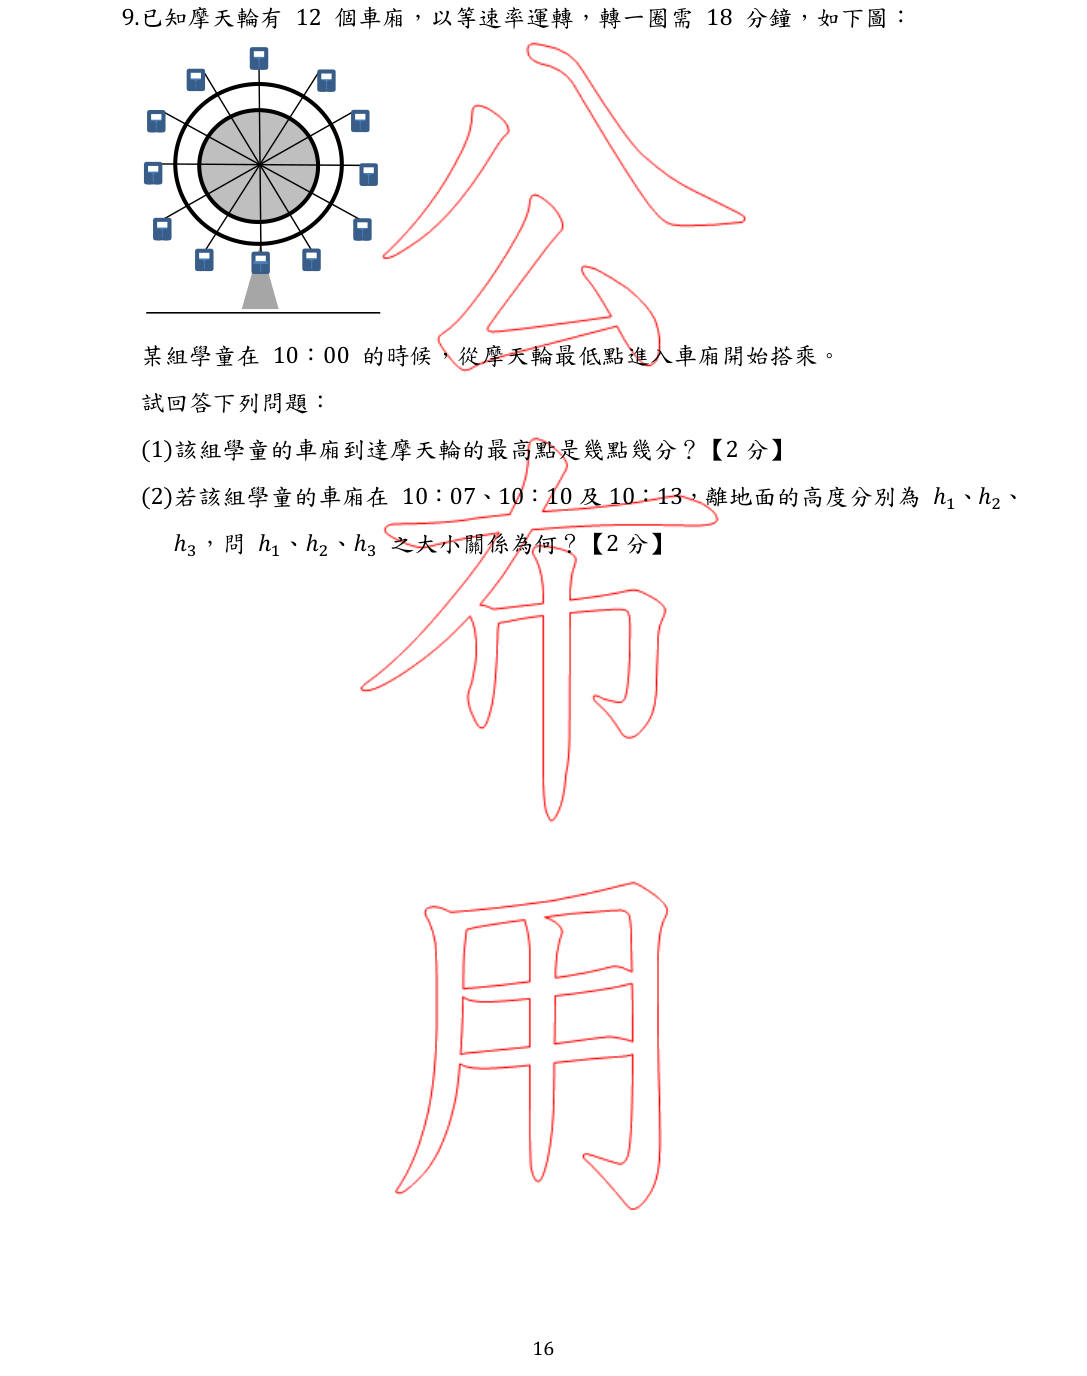 9.已知摩天輪有 12 個車廂，以等速率運轉，轉一圈需 18 分鐘，如下圖：
某組學童在 10：00 的時候，從摩天輪最低點進入車廂開始搭乘。
試回答下列問題：
(1)該組學童的車廂到達摩天輪的最高點是幾點幾分？【2 分】
(2)若該組學童的車廂在 10：07、10：10 及 10：13，離地面的高度分別為 h₁、h₂、
h₃，問 h₁、h₂、h₃ 之大小關係為何？【2 分】
公布用
16